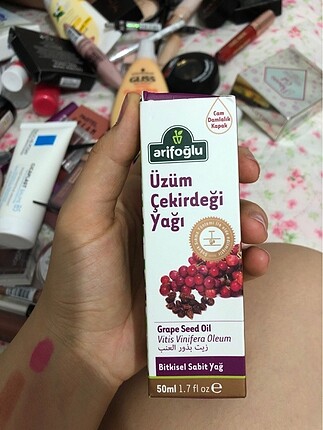 arifoğlu
Cam
Damlalık
Kapak
Üzüm
Çekirdeği
Yağı
Grape Seed Oil
Vitis Vinifera Oleum
زيت بذور العنب
Bitkisel Sabit Yağ
50ml 1.7 fl oz e
GLISS